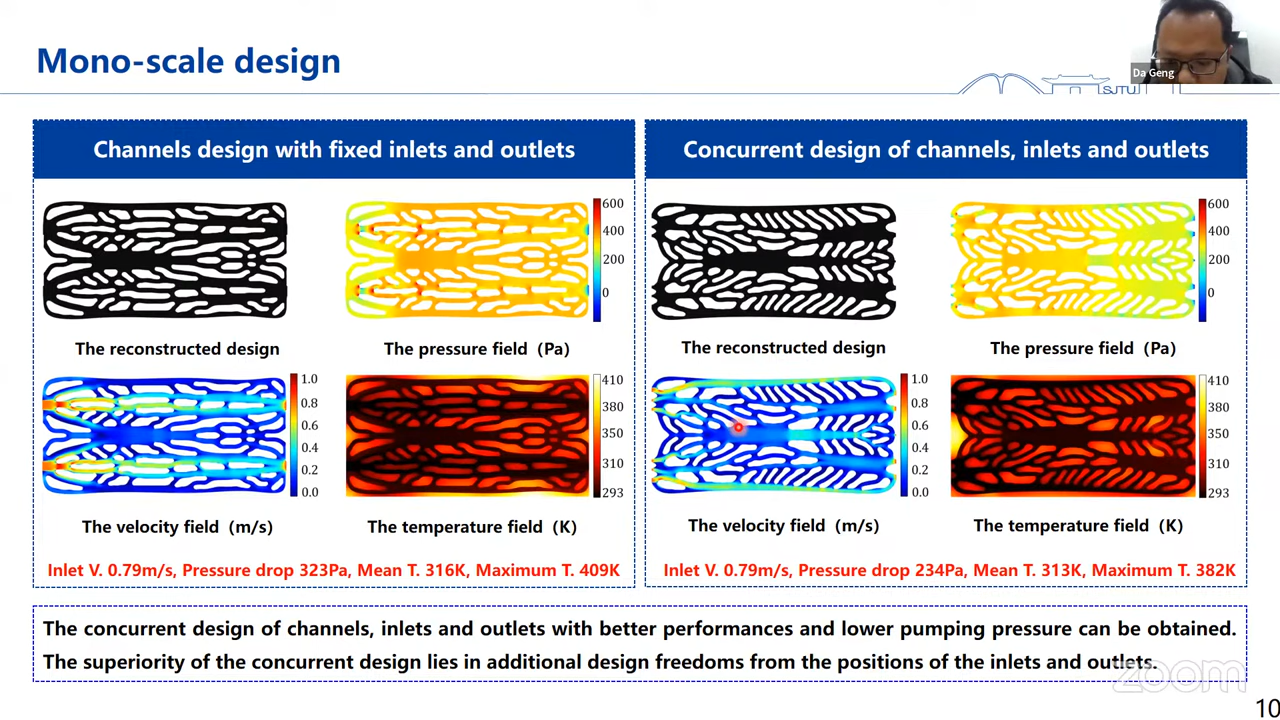 Mono-scale design
Da Geng
SJTU
Channels design with fixed inlets and outlets
600
400
200
0
The reconstructed design
The pressure field (Pa)
1.0
0.8
0.6
0.4
0.2
0.0
410
380
350
310
293
The velocity field (m/s)
The temperature field (K)
Inlet V. 0.79m/s, Pressure drop 323Pa, Mean T. 316K, Maximum T. 409K
Concurrent design of channels, inlets and outlets
600
400
200
0
The reconstructed design
The pressure field (Pa)
1.0
0.8
0.6
0.4
0.2
0.0
410
380
350
310
293
The velocity field (m/s)
The temperature field (K)
Inlet V. 0.79m/s, Pressure drop 234Pa, Mean T. 313K, Maximum T. 382K
The concurrent design of channels, inlets and outlets with better performances and lower pumping pressure can be obtained.
The superiority of the concurrent design lies in additional design freedoms from the positions of the inlets and outlets.
zoom
10